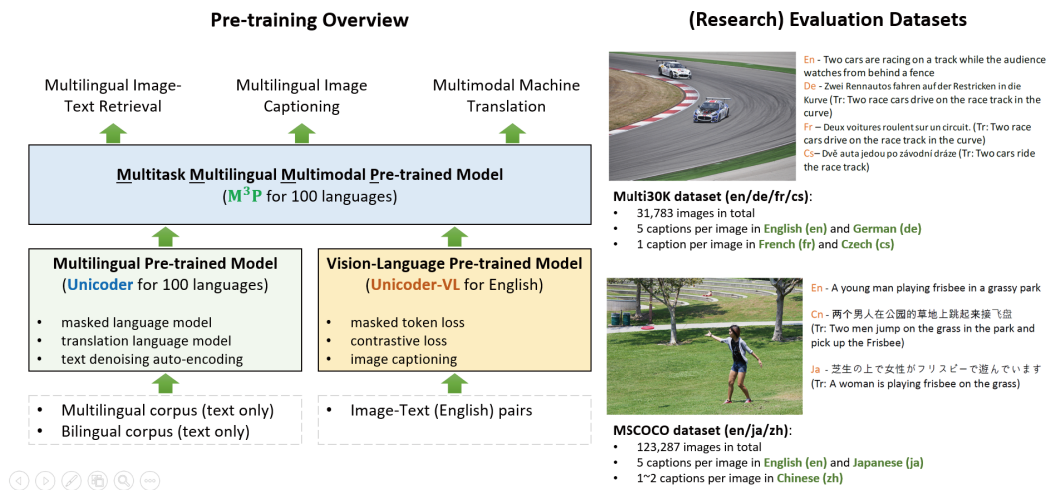 Pre-training Overview
Multilingual Image-
Text Retrieval
Multilingual Image
Captioning
Multimodal Machine
Translation
Multitask Multilingual Multimodal Pre-trained Model
(M³P for 100 languages)
Multilingual Pre-trained Model
(Unicoder for 100 languages)
• masked language model
• translation language model
• text denoising auto-encoding
Vision-Language Pre-trained Model
(Unicoder-VL for English)
• masked token loss
• contrastive loss
• image captioning
• Multilingual corpus (text only)
• Bilingual corpus (text only)
• Image-Text (English) pairs
(Research) Evaluation Datasets
En - Two cars are racing on a track while the audience
watches from behind a fence
De - Zwei Rennautos fahren auf der Restricken in die
Kurve (Tr: Two race cars drive on the race track in the
curve)
Fr – Deux voitures roulent sur un circuit. (Tr: Two race
cars drive on the race track in the curve)
Cs– Dvě auta jedou po závodní dráze (Tr: Two cars ride
the race track)
Multi30K dataset (en/de/fr/cs):
• 31,783 images in total
• 5 captions per image in English (en) and German (de)
• 1 caption per image in French (fr) and Czech (cs)
En - A young man playing frisbee in a grassy park
Cn - 两个男人在公园的草地上跳起来接飞盘
(Tr: Two men jump on the grass in the park and
pick up the Frisbee)
Ja - 芝生の上で女性がフリスビーで遊んでいます
(Tr: A woman is playing frisbee on the grass)
MSCOCO dataset (en/ja/zh):
• 123,287 images in total
• 5 captions per image in English (en) and Japanese (ja)
• 1~2 captions per image in Chinese (zh)